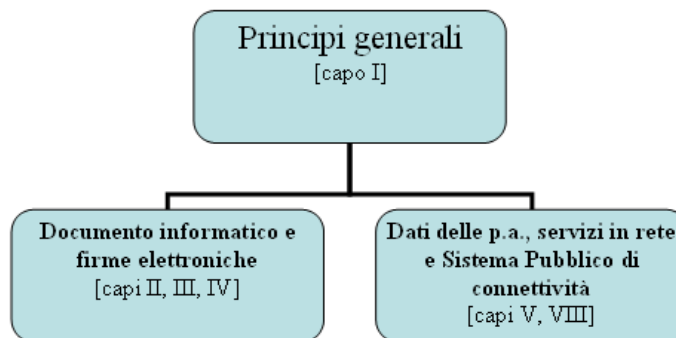 Principi generali
[capo I]
Documento informatico e
firme elettroniche
[capi II, III, IV]
Dati delle p.a., servizi in rete
e Sistema Pubblico di
connettività
[capi V, VIII]